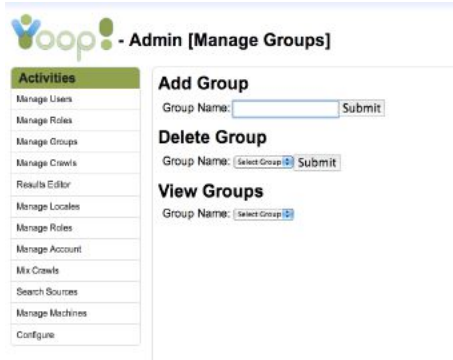 Yoop! - Admin [Manage Groups]
Activities
Manage Users
Manage Roles
Manage Groups
Manage Crawls
Results Editor
Manage Locales
Manage Roles
Manage Account
Mix Crawls
Search Sources
Manage Machines
Configure
Add Group
Group Name: Submit
Delete Group
Group Name: Select Group Submit
View Groups
Group Name: Select Group